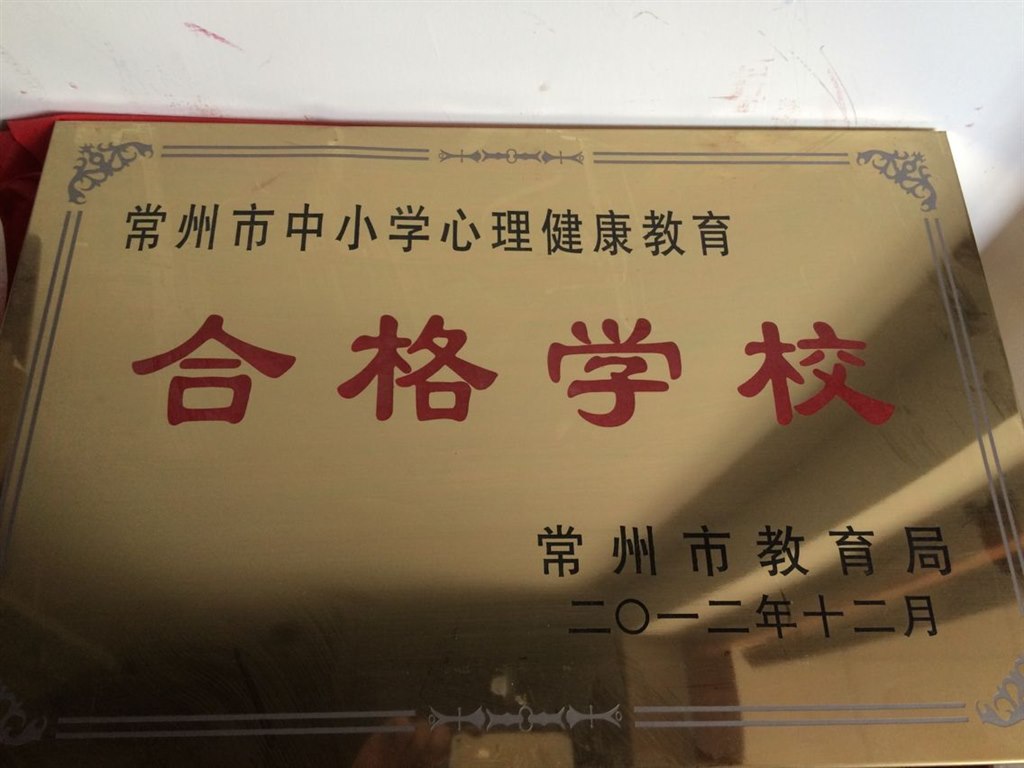 常州市中小学心理健康教育
合格学校
常州市教育局
二〇一二年十二月